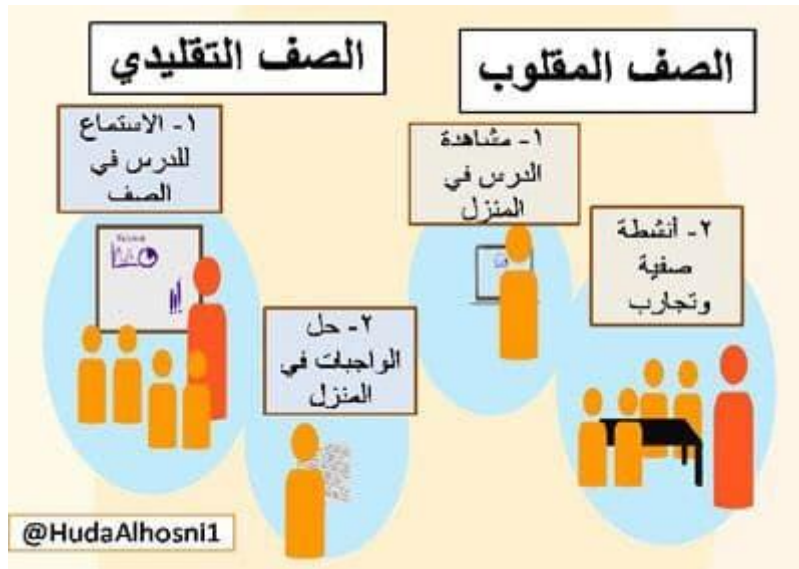 الصف المقلوب
١- مشاهدة
الدرس في
المنزل
٢- أنشطة
صفية
وتجارب
الصف التقليدي
١- الاستماع
للدرس في
الصف
٢- حل
الواجبات في
المنزل
@HudaAlhosni1